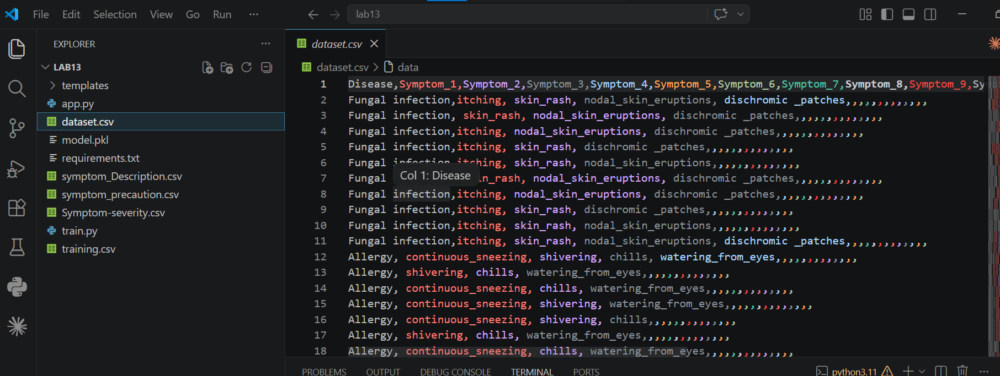 File Edit Selection View Go Run ···
lab13
EXPLORER
LAB13
templates
app.py
dataset.csv
model.pkl
requirements.txt
symptom_Description.csv
symptom_precaution.csv
Symptom-severity.csv
train.py
training.csv
dataset.csv
dataset.csv > data
1 Disease,Symptom_1,Symptom_2,Symptom_3,Symptom_4,Symptom_5,Symptom_6,Symptom_7,Symptom_8,Symptom_9,Sy
2 Fungal infection,itching, skin_rash, nodal_skin_eruptions, dischromic _patches,,,,,,,,,,,,,
3 Fungal infection, skin_rash, nodal_skin_eruptions, dischromic _patches,,,,,,,,,,,,,,
4 Fungal infection,itching, nodal_skin_eruptions, dischromic _patches,,,,,,,,,,,,,,
5 Fungal infection,itching, skin_rash, dischromic _patches,,,,,,,,,,,,,,
6 Fungal infection,itching, skin_rash, nodal_skin_eruptions,,,,,,,,,,,,,,
7 Fungal in_rash, nodal_skin_eruptions, dischromic _patches,,,,,,,,,,,,,,
Col 1: Disease
8 Fungal infection,itching, nodal_skin_eruptions, dischromic _patches,,,,,,,,,,,,,,
9 Fungal infection,itching, skin_rash, dischromic _patches,,,,,,,,,,,,,,
10 Fungal infection,itching, skin_rash, nodal_skin_eruptions,,,,,,,,,,,,,,
11 Fungal infection,itching, skin_rash, nodal_skin_eruptions, dischromic _patches,,,,,,,,,,,,,
12 Allergy, continuous_sneezing, shivering, chills, watering_from_eyes,,,,,,,,,,,,,
13 Allergy, shivering, chills, watering_from_eyes,,,,,,,,,,,,,,
14 Allergy, continuous_sneezing, chills, watering_from_eyes,,,,,,,,,,,,,,
15 Allergy, continuous_sneezing, shivering, watering_from_eyes,,,,,,,,,,,,,,
16 Allergy, continuous_sneezing, shivering, chills,,,,,,,,,,,,,,
17 Allergy, shivering, chills, watering_from_eyes,,,,,,,,,,,,,,
18 Allergy, continuous_sneezing, chills, watering_from_eyes,,,,,,,,,,,,,,
PROBLEMS OUTPUT DEBUG CONSOLE TERMINAL PORTS
python3.11